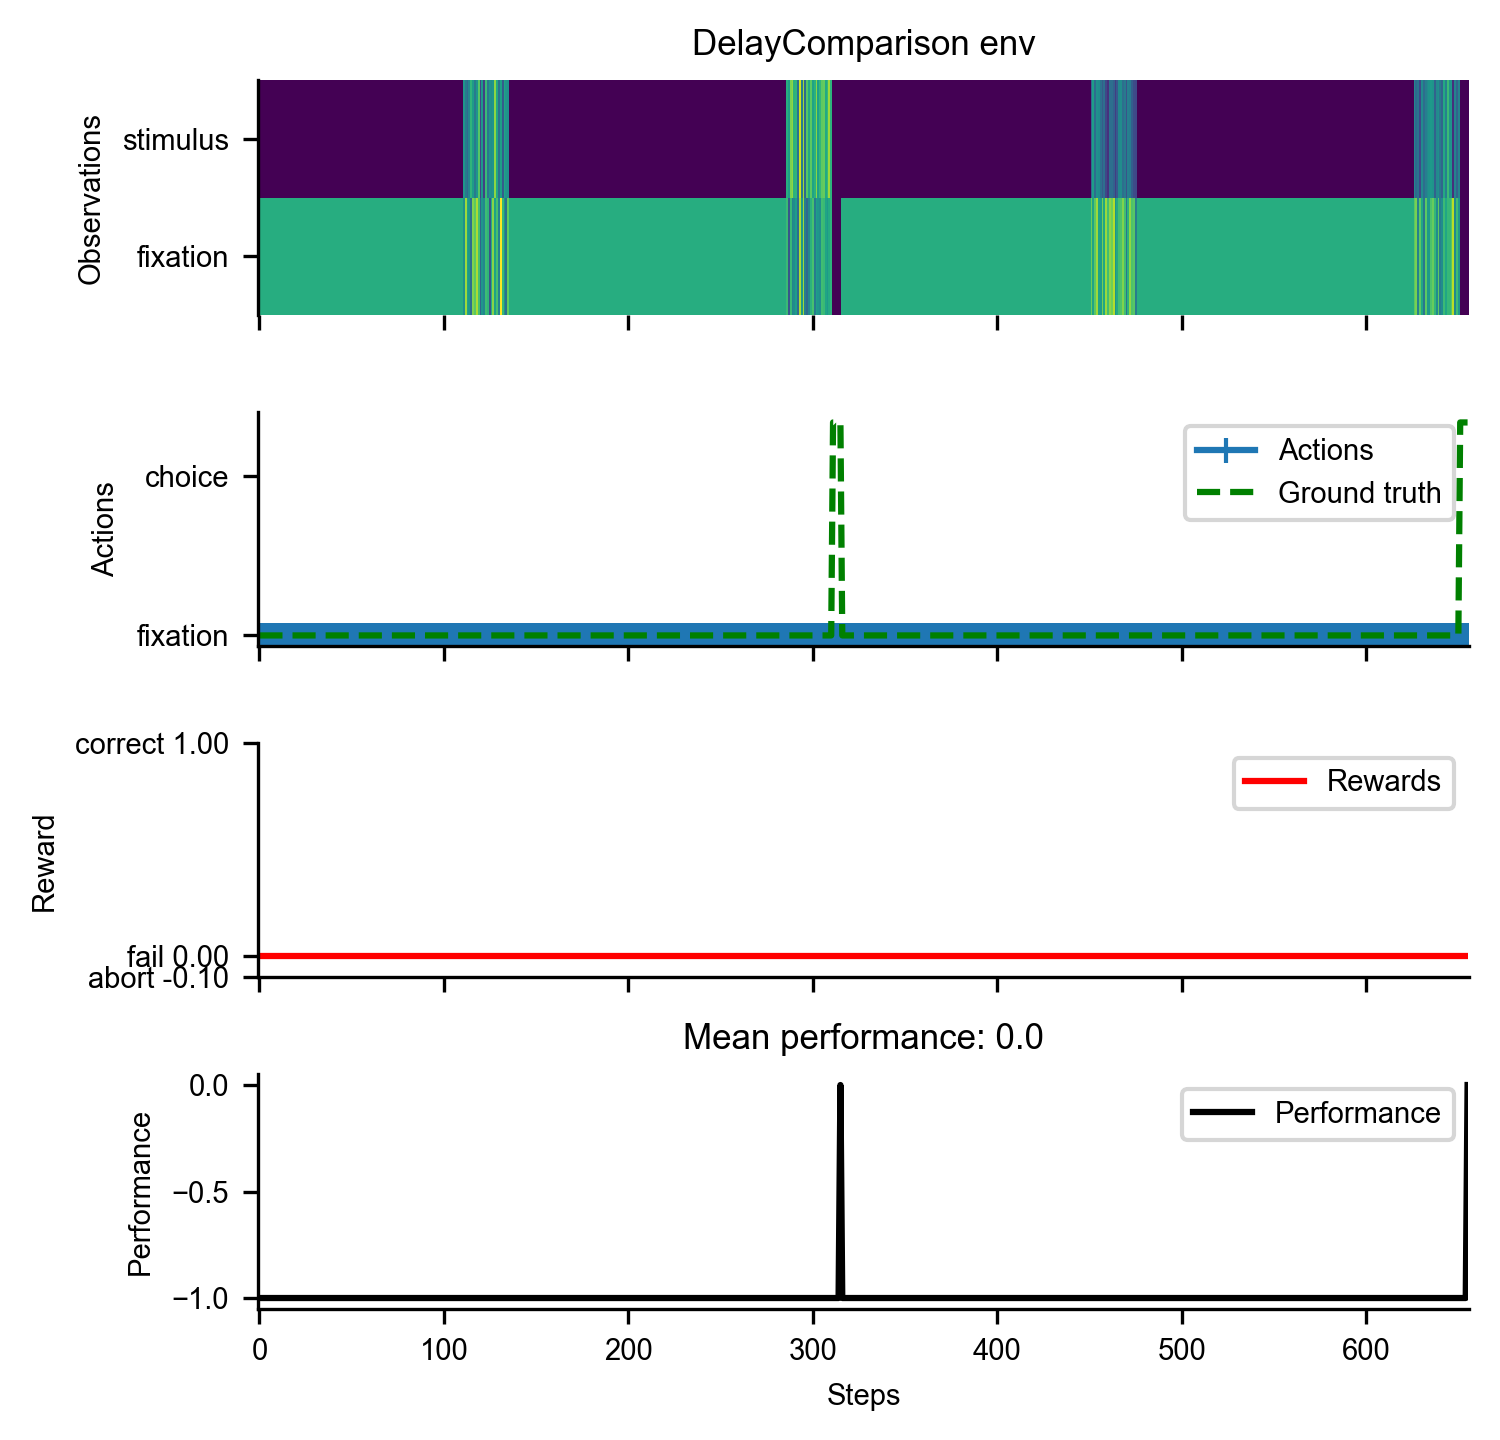 DelayComparison env
Observations
stimulus
fixation
Actions
choice
fixation
Actions
Ground truth
Reward
correct 1.00
fail 0.00
abort -0.10
Rewards
Mean performance: 0.0
Performance
0.0
−0.5
−1.0
Performance
0 100 200 300 400 500 600
Steps